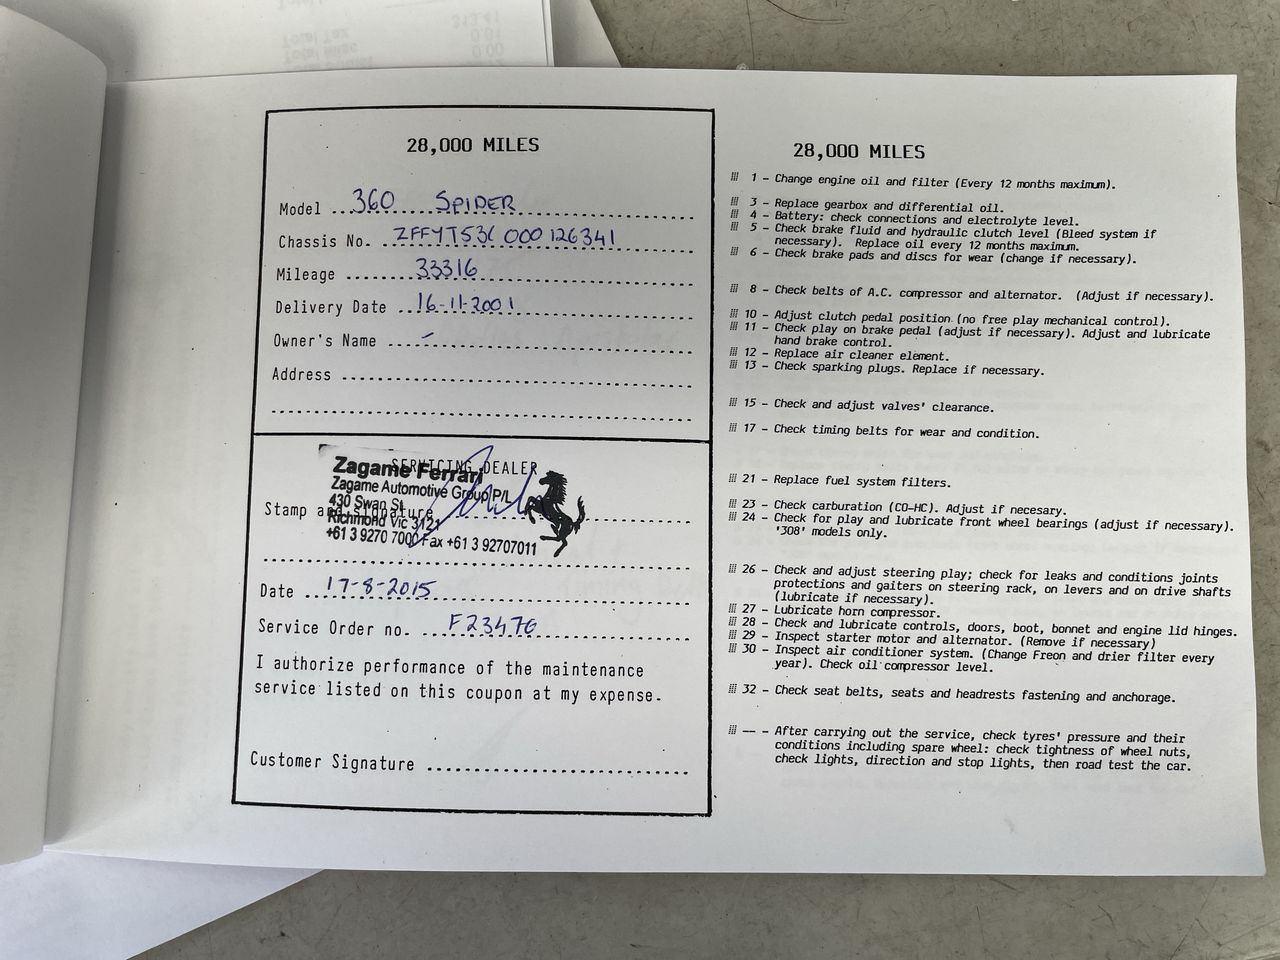 Total Tax
313.41
0.01
0.00
28,000 MILES
Model 360 SPIDER
Chassis No. ZFFYT53C000126341
Mileage 33316
Delivery Date 16-11-2001
Owner's Name -
Address
SERVICING DEALER
Zagame Ferrari
Zagame Automotive Group P/L
430 Swan St
Stamp and signature
Richmond Vic 3121
+61 3 9270 7000 Fax +61 3 92707011
Date 17-8-2015
Service Order no. F23476
I authorize performance of the maintenance
service listed on this coupon at my expense.
Customer Signature
28,000 MILES
1 - Change engine oil and filter (Every 12 months maximum).
3 - Replace gearbox and differential oil.
4 - Battery: check connections and electrolyte level.
5 - Check brake fluid and hydraulic clutch level (Bleed system if
necessary). Replace oil every 12 months maximum.
6 - Check brake pads and discs for wear (change if necessary).
8 - Check belts of A.C. compressor and alternator. (Adjust if necessary).
10 - Adjust clutch pedal position (no free play mechanical control).
11 - Check play on brake pedal (adjust if necessary). Adjust and lubricate
hand brake control.
12 - Replace air cleaner element.
13 - Check sparking plugs. Replace if necessary.
15 - Check and adjust valves' clearance.
17 - Check timing belts for wear and condition.
21 - Replace fuel system filters.
23 - Check carburation (CO-HC). Adjust if necesary.
24 - Check for play and lubricate front wheel bearings (adjust if necessary).
'308' models only.
26 - Check and adjust steering play; check for leaks and conditions joints
protections and gaiters on steering rack, on levers and on drive shafts
(lubricate if necessary).
27 - Lubricate horn compressor.
28 - Check and lubricate controls, doors, boot, bonnet and engine lid hinges.
29 - Inspect starter motor and alternator. (Remove if necessary)
30 - Inspect air conditioner system. (Change Freon and drier filter every
year). Check oil compressor level.
32 - Check seat belts, seats and headrests fastening and anchorage.
-- - After carrying out the service, check tyres' pressure and their
conditions including spare wheel: check tightness of wheel nuts,
check lights, direction and stop lights, then road test the car.